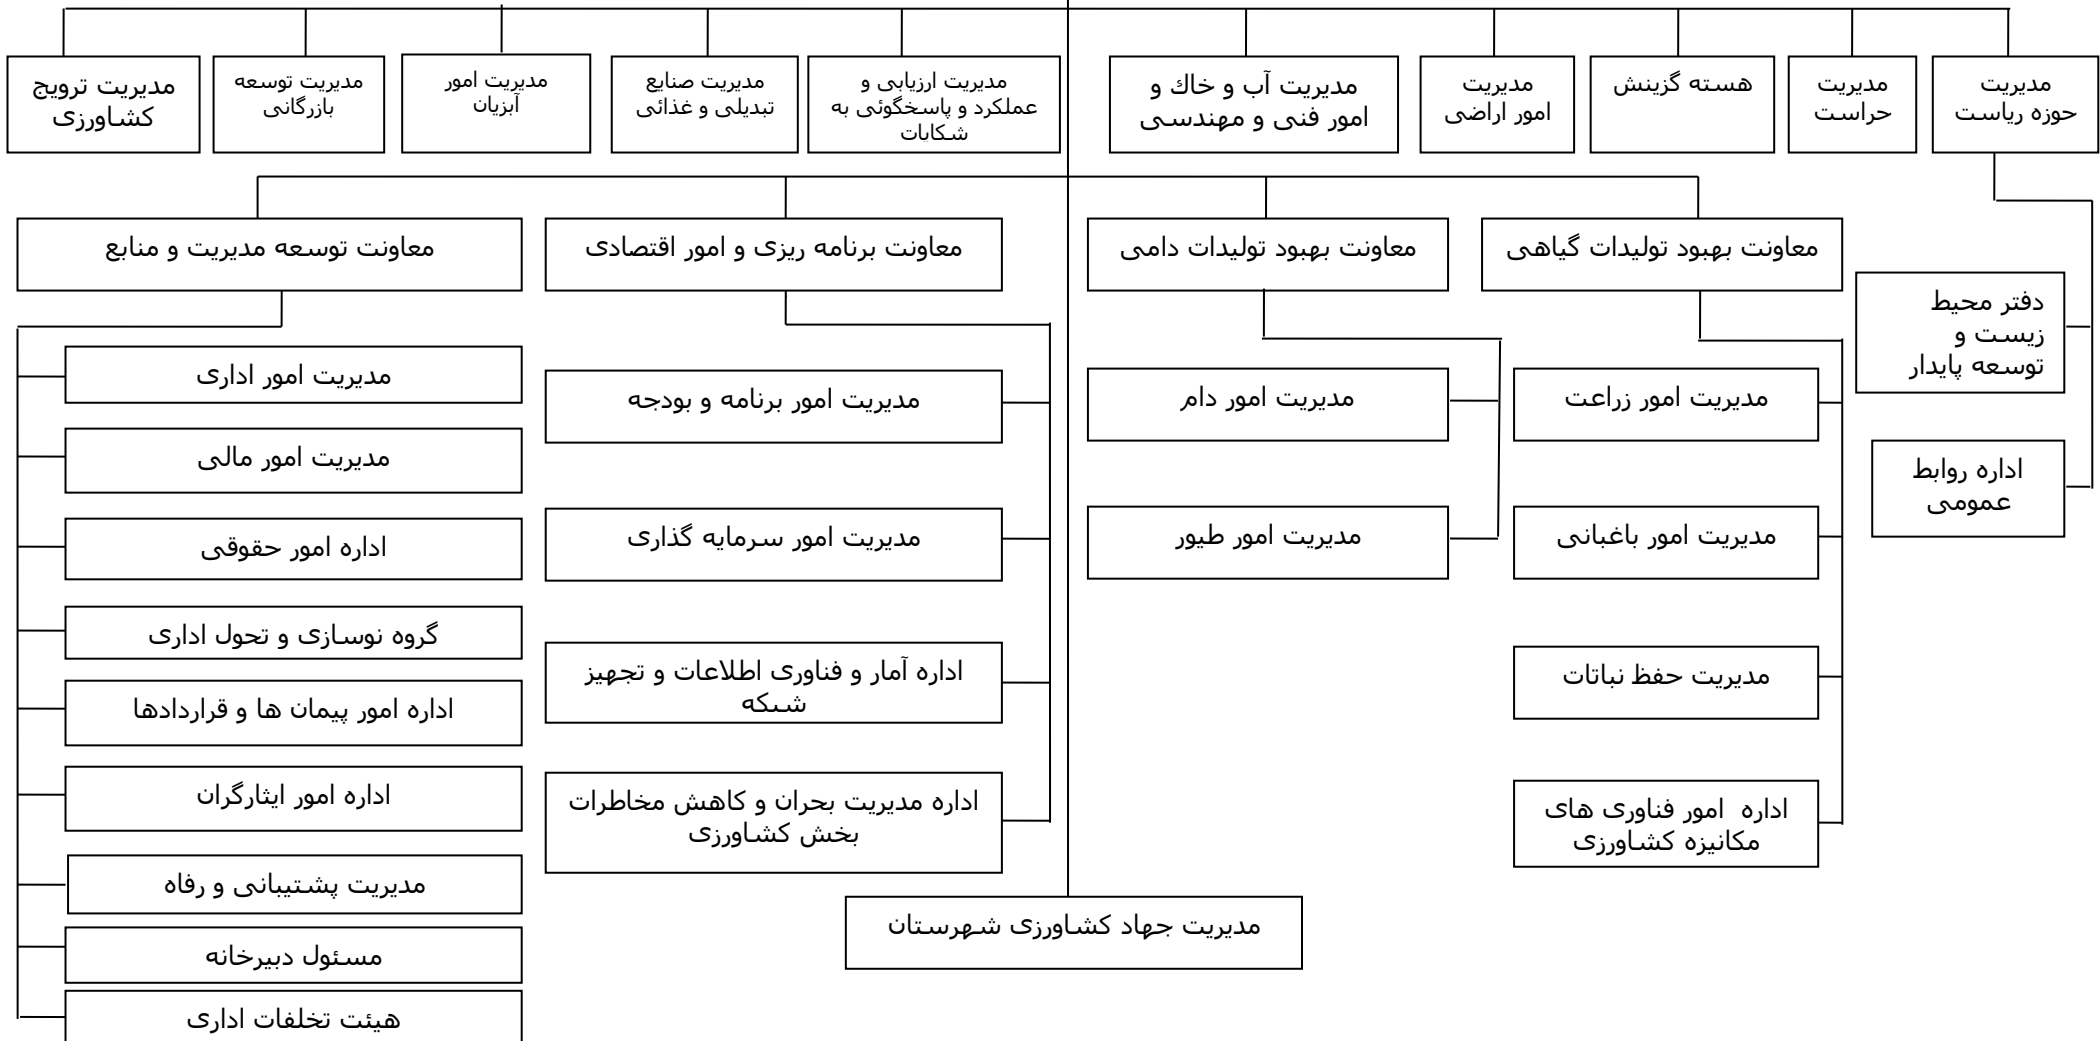 مدیریت
حوزه ریاست
مدیریت
حراست
هسته گزینش
مدیریت
امور اراضی
مدیریت آب و خاك و
امور فنی و مهندسی
مدیریت ارزیابی و
عملکرد و پاسخگوئی به
شکایات
مدیریت صنایع
تبدیلی و غذائی
مدیریت امور
آبزیان
مدیریت توسعه
بازرگانی
مدیریت ترویج
کشاورزی
معاونت بهبود تولیدات گیاهی
معاونت بهبود تولیدات دامی
معاونت برنامه ریزی و امور اقتصادی
معاونت توسعه مدیریت و منابع
دفتر محیط
زیست و
توسعه پایدار
اداره روابط
عمومی
مدیریت امور زراعت
مدیریت امور باغبانی
مدیریت حفظ نباتات
اداره امور فناوری های
مکانیزه کشاورزی
مدیریت امور دام
مدیریت امور طیور
مدیریت امور برنامه و بودجه
مدیریت امور سرمایه گذاری
اداره آمار و فناوری اطلاعات و تجهیز
شبکه
اداره مدیریت بحران و کاهش مخاطرات
بخش کشاورزی
مدیریت امور اداری
مدیریت امور مالی
اداره امور حقوقی
گروه نوسازی و تحول اداری
اداره امور پیمان ها و قراردادها
اداره امور ایثارگران
مدیریت پشتیبانی و رفاه
مسئول دبیرخانه
هیئت تخلفات اداری
مدیریت جهاد کشاورزی شهرستان